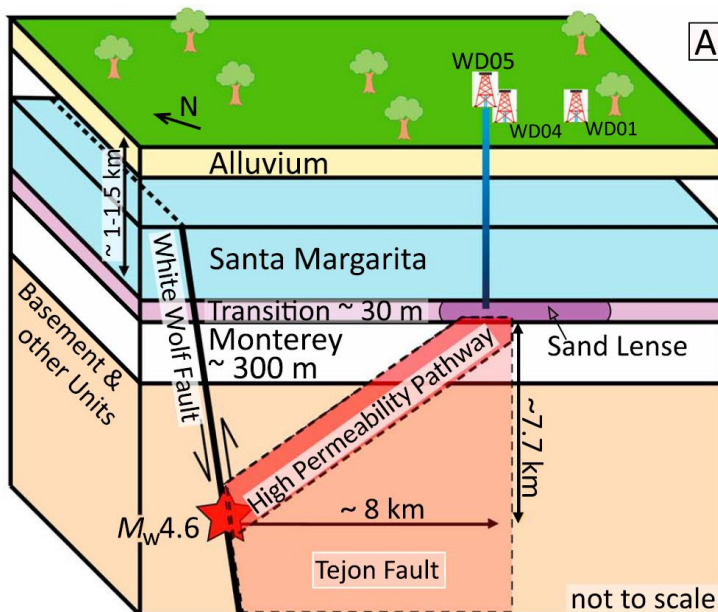 A
N
WD05
WD04
WD01
Alluvium
~ 1-1.5 km
Santa Margarita
White Wolf Fault
Transition ~ 30 m
Sand Lense
Monterey
~ 300 m
Basement &
other Units
High Permeability Pathway
~7.7 km
~ 8 km
Mw4.6
Tejon Fault
not to scale